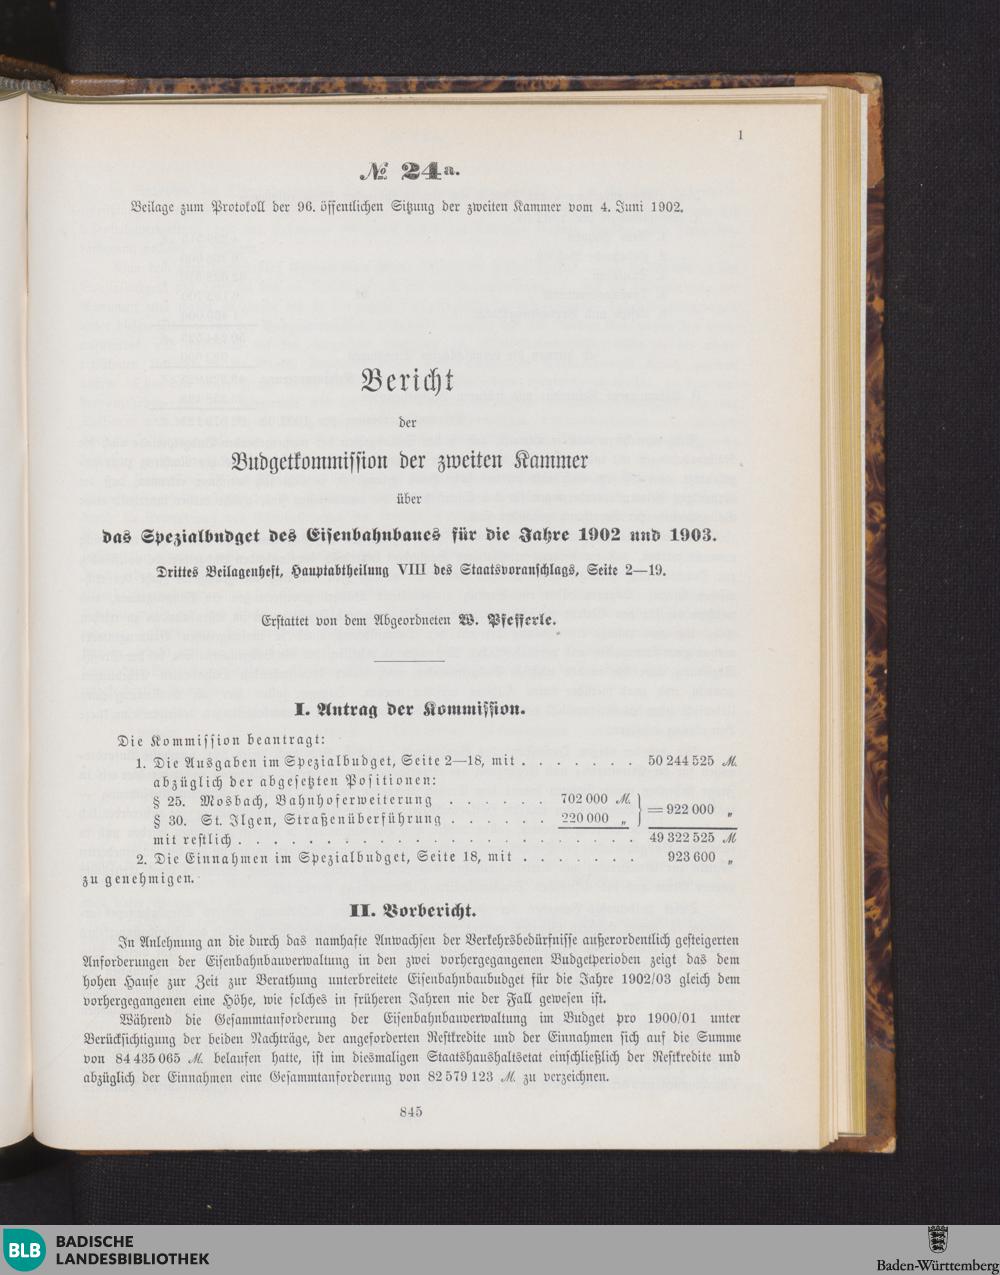 1
№ 24a.
Beilage zum Protokoll der 96. öffentlichen Sitzung der zweiten Kammer vom 4. Juni 1902.
Bericht
der
Budgetkommission der zweiten Kammer
über
das Spezialbudget des Eisenbahnbaues für die Jahre 1902 und 1903.
Drittes Beilagenheft, Hauptabtheilung VIII des Staatsvoranschlags, Seite 2—19.
Erstattet von dem Abgeordneten W. Pfefferle.
I. Antrag der Kommission.
Die Kommission beantragt:
1. Die Ausgaben im Spezialbudget, Seite 2—18, mit . . . . . . . 50 244 525 M.
abzüglich der abgesetzten Positionen:
§ 25. Mosbach, Bahnhoferweiterung . . . . . . 702 000 M.
§ 30. St. Ilgen, Straßenüberführung . . . . . . 220 000 „ } = 922 000 „
mit restlich . . . . . . . . . . . . . . . . . . . . . . 49 322 525 M
2. Die Einnahmen im Spezialbudget, Seite 18, mit . . . . . . . 923 600 „
zu genehmigen.
II. Vorbericht.
In Anlehnung an die durch das namhafte Anwachsen der Verkehrsbedürfnisse außerordentlich gesteigerten
Anforderungen der Eisenbahnbauverwaltung in den zwei vorhergegangenen Budgetperioden zeigt das dem
hohen Hause zur Zeit zur Berathung unterbreitete Eisenbahnbaubudget für die Jahre 1902/03 gleich dem
vorhergegangenen eine Höhe, wie solches in früheren Jahren nie der Fall gewesen ist.
Während die Gesammtanforderung der Eisenbahnbauverwaltung im Budget pro 1900/01 unter
Berücksichtigung der beiden Nachträge, der angeforderten Restkredite und der Einnahmen sich auf die Summe
von 84 435 065 M. belaufen hatte, ist im diesmaligen Staatshaushaltsetat einschließlich der Restkredite und
abzüglich der Einnahmen eine Gesammtanforderung von 82 579 123 M. zu verzeichnen.
845
BLB BADISCHE
LANDESBIBLIOTHEK
Baden-Württemberg